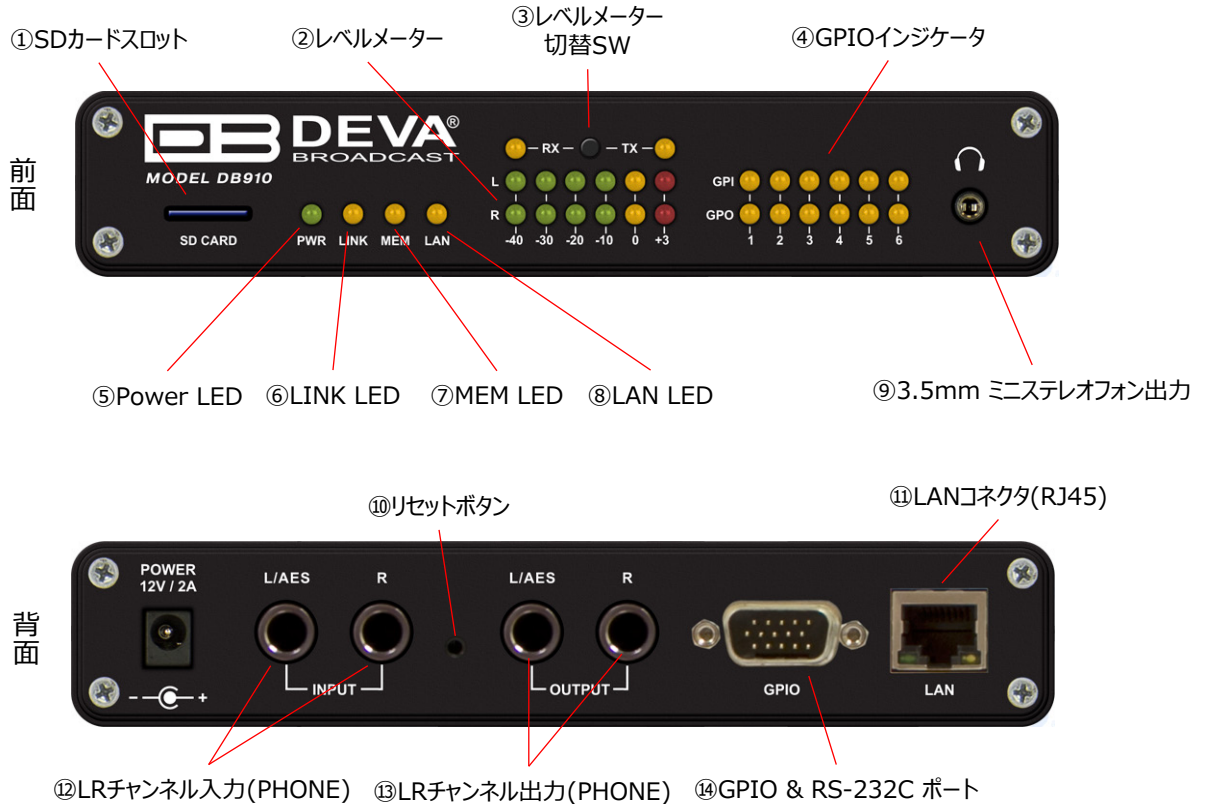 ①SDカードスロット
②レベルメーター
③レベルメーター
切替SW
④GPIOインジケータ
前面
DB DEVA®
BROADCAST
MODEL DB910
SD CARD
PWR LINK MEM LAN
RX TX
L
R
-40 -30 -20 -10 0 +3
GPI
GPO
1 2 3 4 5 6
⑤Power LED
⑥LINK LED
⑦MEM LED
⑧LAN LED
⑨3.5mm ミニステレオフォン出力
⑩リセットボタン
⑪LANコネクタ(RJ45)
背面
POWER
12V / 2A
- +
L/AES R
INPUT
L/AES R
OUTPUT
GPIO
LAN
⑫LRチャンネル入力(PHONE)
⑬LRチャンネル出力(PHONE)
⑭GPIO & RS-232C ポート